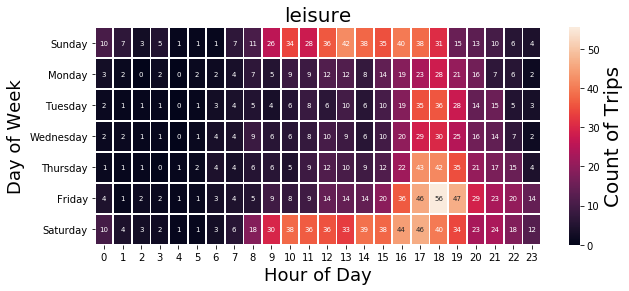 leisure
Sunday 10 7 3 5 1 1 1 7 11 26 34 28 36 42 38 35 40 38 31 15 13 10 6 4
Monday 3 2 0 2 0 2 2 4 7 5 9 9 12 12 8 14 19 23 28 21 16 7 6 2
Tuesday 2 1 1 1 0 1 3 4 5 4 6 8 6 10 6 10 19 35 36 28 14 15 5 3
Wednesday 2 2 1 1 0 1 4 4 9 6 6 8 10 9 6 10 20 29 30 25 16 14 7 2
Thursday 1 1 1 0 1 2 4 4 6 6 5 9 12 10 9 12 22 43 42 35 21 17 15 4
Friday 4 1 2 2 1 1 3 4 5 9 8 9 14 14 14 20 36 46 56 47 29 23 20 14
Saturday 10 4 3 2 1 1 3 6 18 30 38 36 36 33 39 38 44 46 40 34 23 24 18 12
0 1 2 3 4 5 6 7 8 9 10 11 12 13 14 15 16 17 18 19 20 21 22 23
Hour of Day
Day of Week
50
40
30
20
10
0
Count of Trips